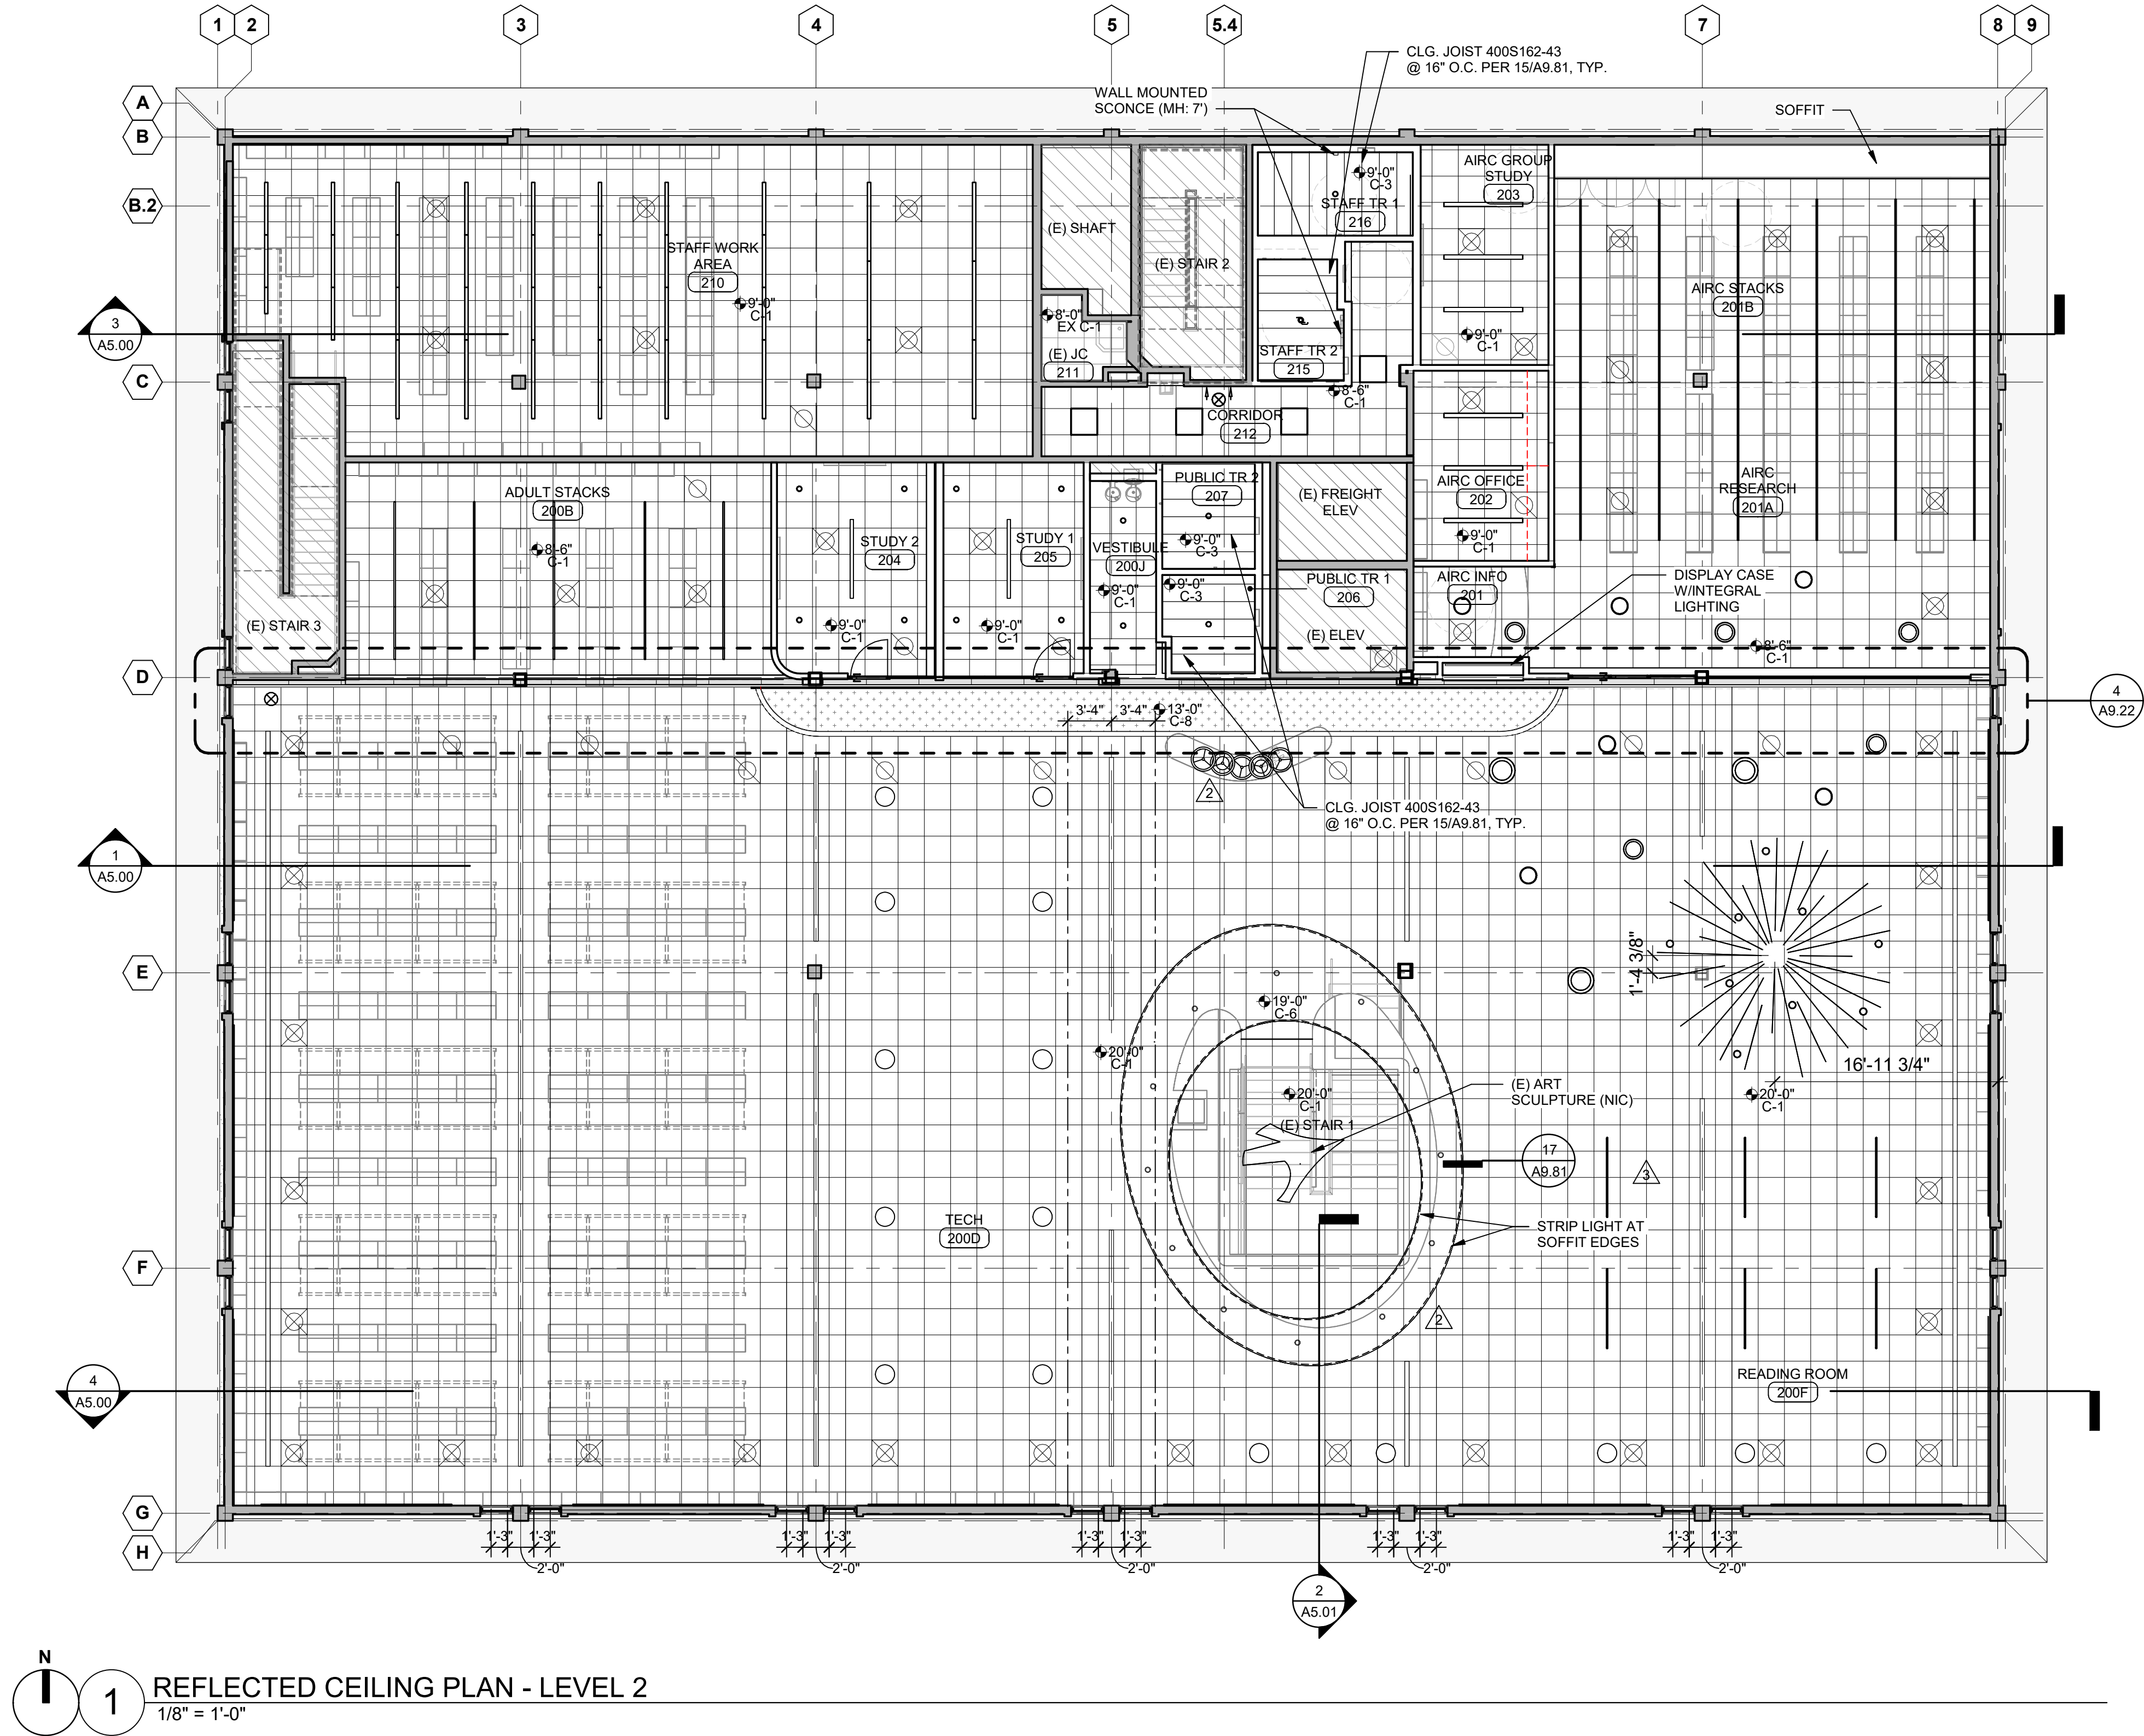 1 2 3 4 5 5.4 7 8 9
CLG. JOIST 400S162-43
@ 16" O.C. PER 15/A9.81, TYP.
WALL MOUNTED
SCONCE (MH: 7')
SOFFIT
A
B
B.2
C
D
E
F
G
H
AIRC GROUP
STUDY
203
9'-0"
C-3
STAFF TR 1
216
(E) SHAFT
STAFF WORK
AREA
210
9'-0"
C-1
(E) STAIR 2
AIRC STACKS
201B
3
A5.00
8'-0"
EX C-1
(E) JC
211
STAFF TR 2
215
9'-0"
C-1
8'-6"
C-1
CORRIDOR
212
ADULT STACKS
200B
8'-6"
C-1
PUBLIC TR 2
207
9'-0"
C-3
(E) FREIGHT
ELEV
AIRC OFFICE
202
9'-0"
C-1
AIRC
RESEARCH
201A
STUDY 2
204
9'-0"
C-1
STUDY 1
205
9'-0"
C-1
VESTIBULE
200J
9'-0"
C-1
9'-0"
C-3
PUBLIC TR 1
206
(E) ELEV
AIRC INFO
201
DISPLAY CASE
W/INTEGRAL
LIGHTING
8'-6"
C-1
(E) STAIR 3
4
A9.22
3'-4" 3'-4"
13'-0"
C-8
2
CLG. JOIST 400S162-43
@ 16" O.C. PER 15/A9.81, TYP.
1
A5.00
1'-4 3/8"
19'-0"
C-6
20'-0"
C-1
16'-11 3/4"
20'-0"
C-1
20'-0"
C-1
(E) ART
SCULPTURE (NIC)
(E) STAIR 1
17
A9.81
3
TECH
200D
STRIP LIGHT AT
SOFFIT EDGES
2
READING ROOM
200F
4
A5.00
1'-3" 1'-3" 1'-3" 1'-3" 1'-3" 1'-3" 1'-3" 1'-3" 1'-3" 1'-3"
2'-0" 2'-0" 2'-0" 2'-0" 2'-0"
2
A5.01
N
1
REFLECTED CEILING PLAN - LEVEL 2
1/8" = 1'-0"